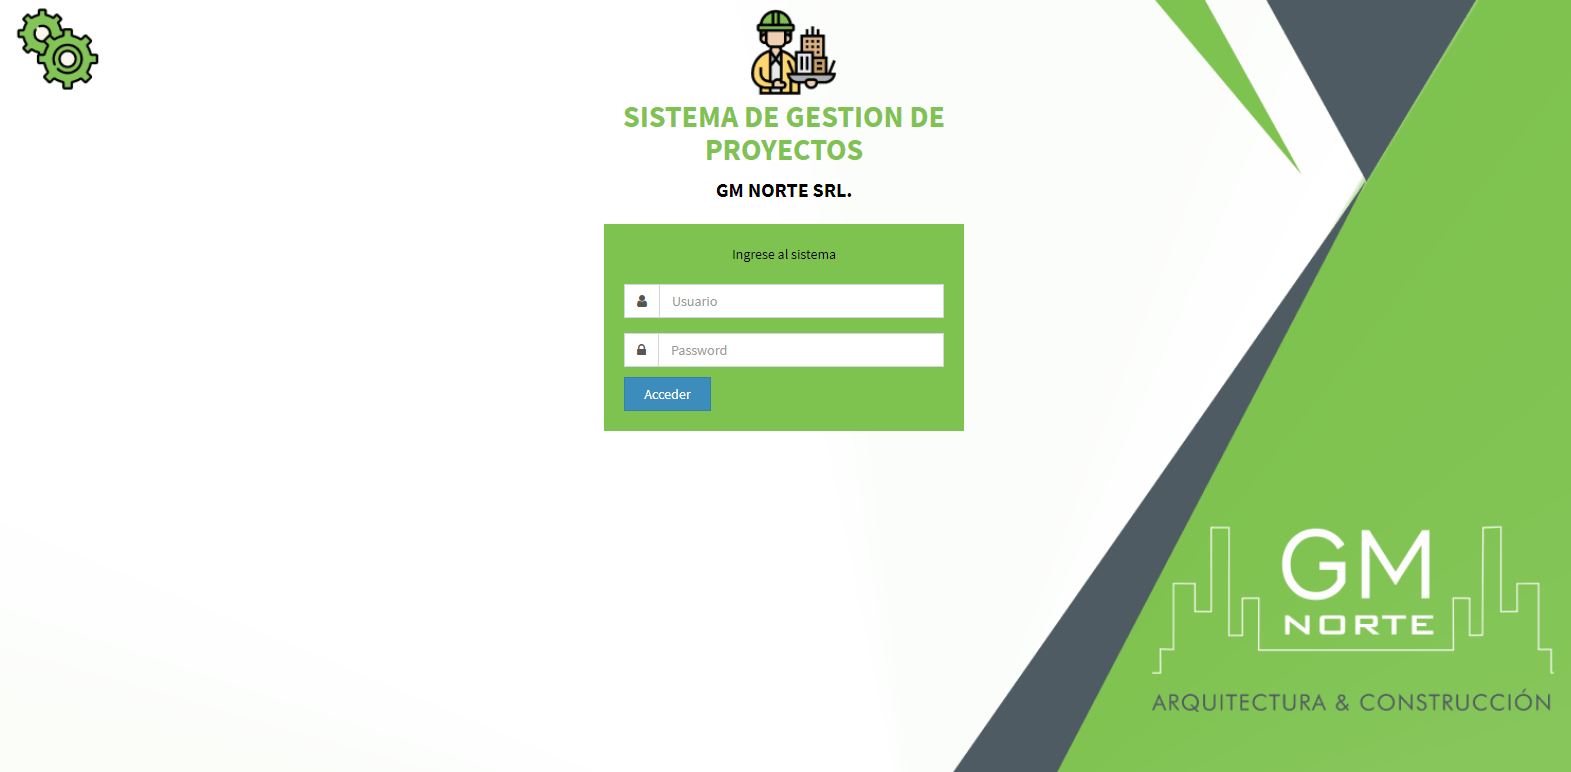 SISTEMA DE GESTION DE
PROYECTOS
GM NORTE SRL.
Ingrese al sistema
Usuario
Password
Acceder
GM
NORTE
ARQUITECTURA & CONSTRUCCIÓN